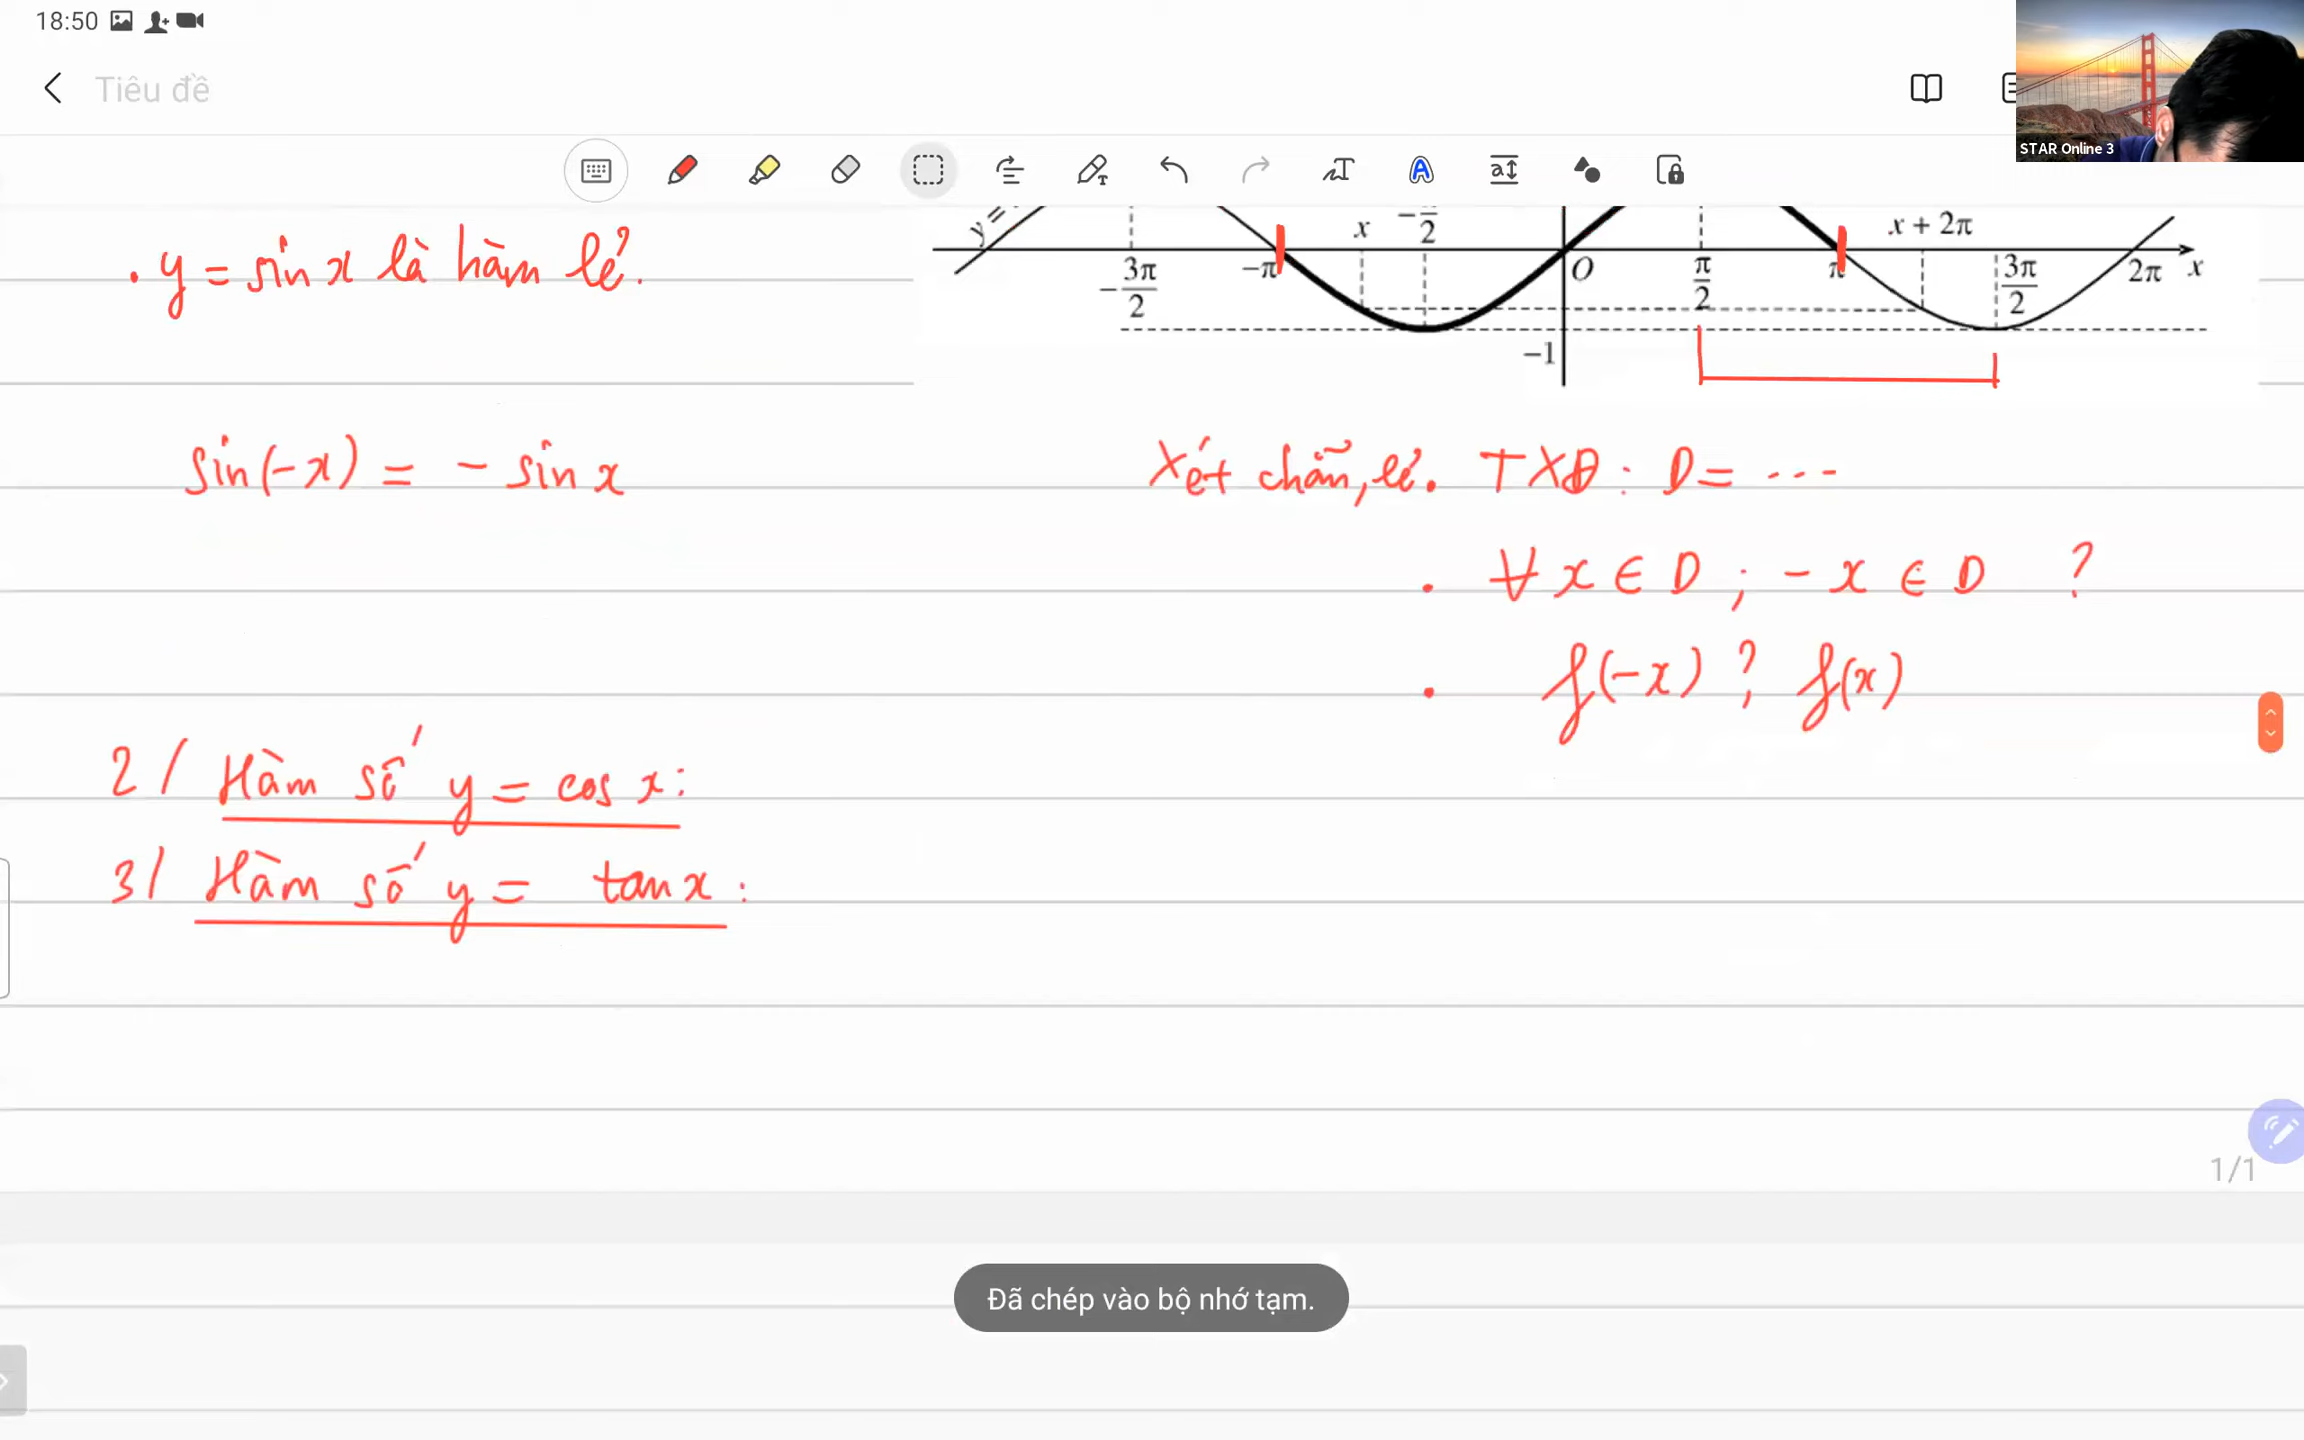 18:50
Tiêu đề
STAR Online 3
y =
x
-π/2
x + 2π
. y = sin x là hàm lẻ.
-3π/2
-π
O
π/2
π
3π/2
2π
x
-1
sin(-x) = - sin x
Xét chẵn, lẻ. TXĐ: D = ...
. ∀x ∈ D ; -x ∈ D ?
. f(-x) ? f(x)
2/ Hàm số y = cos x:
3/ Hàm số y = tan x:
1/1
Đã chép vào bộ nhớ tạm.